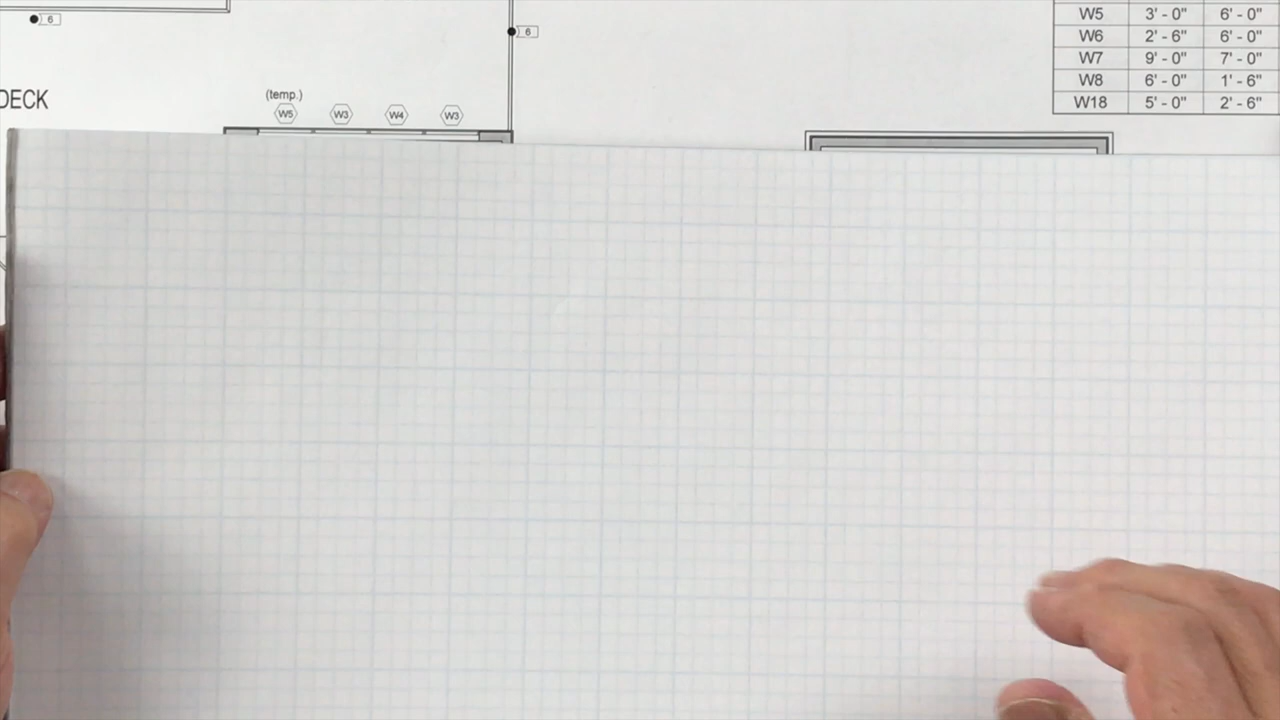 6
6
DECK
(temp.)
W5 W3 W4 W3
W5 3' - 0" 6' - 0"
W6 2' - 6" 6' - 0"
W7 9' - 0" 7' - 0"
W8 6' - 0" 1' - 6"
W18 5' - 0" 2' - 6"